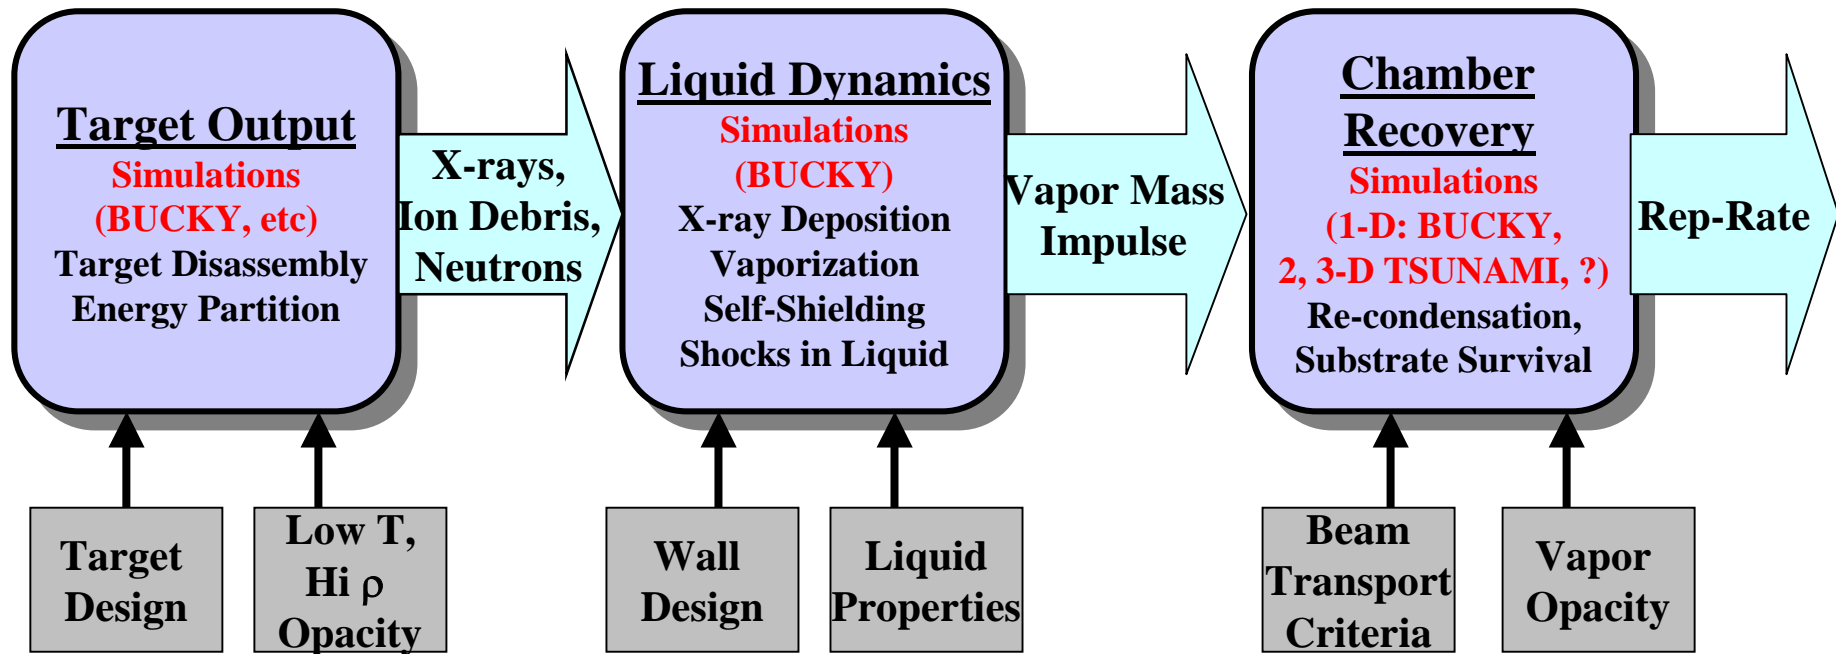 Target Output
Simulations
(BUCKY, etc)
Target Disassembly
Energy Partition
X-rays,
Ion Debris,
Neutrons
Liquid Dynamics
Simulations
(BUCKY)
X-ray Deposition
Vaporization
Self-Shielding
Shocks in Liquid
Vapor Mass
Impulse
Chamber
Recovery
Simulations
(1-D: BUCKY,
2, 3-D TSUNAMI, ?)
Re-condensation,
Substrate Survival
Rep-Rate
Target
Design
Low T,
Hi ρ
Opacity
Wall
Design
Liquid
Properties
Beam
Transport
Criteria
Vapor
Opacity